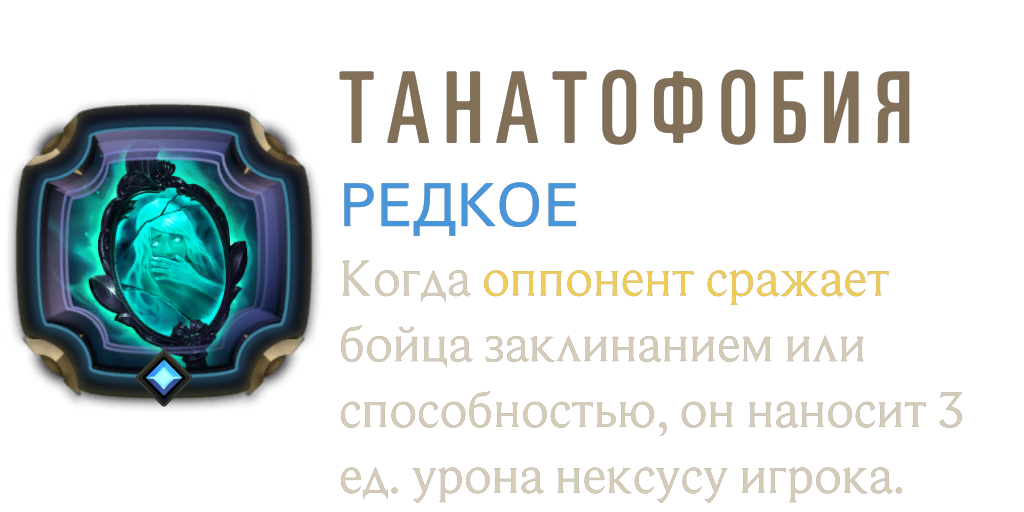 ТАНАТОФОБИЯ
РЕДКОЕ
Когда оппонент сражает
бойца заклинанием или
способностью, он наносит 3
ед. урона нексусу игрока.